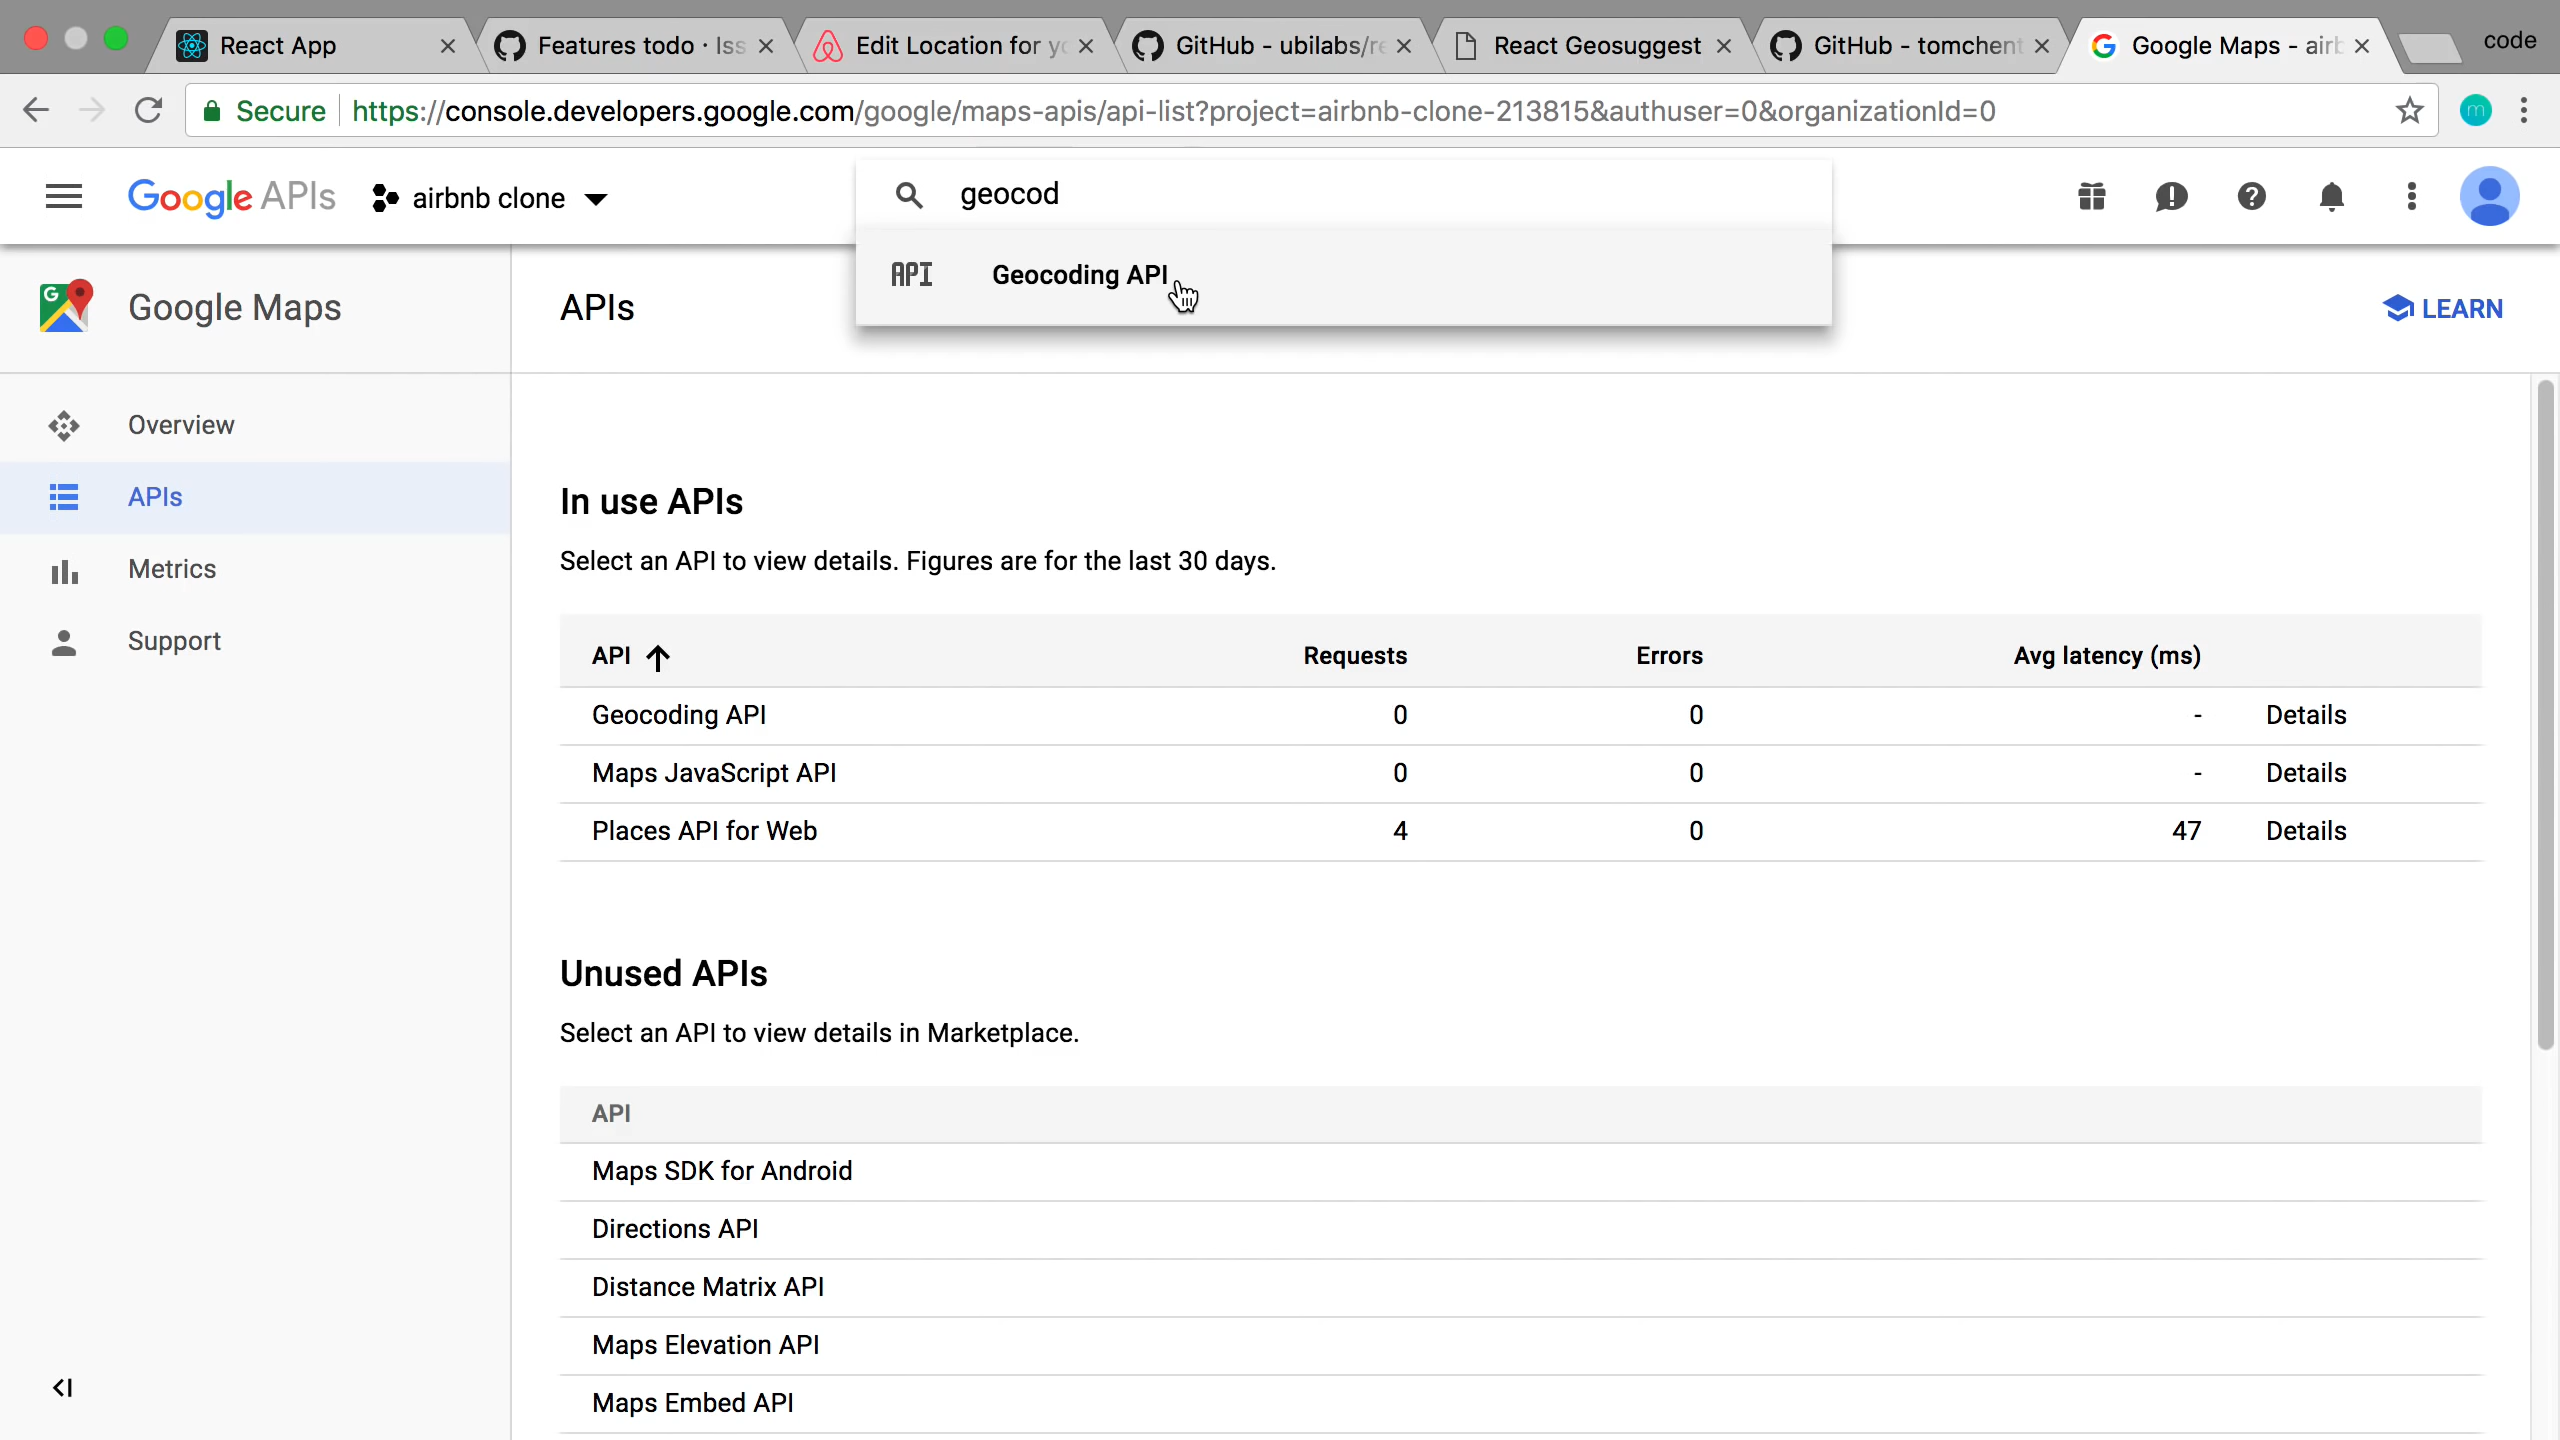 React App
Features todo · Iss
Edit Location for yo
GitHub - ubilabs/re
React Geosuggest
GitHub - tomchent
Google Maps - airb
code
Secure
https://console.developers.google.com/google/maps-apis/api-list?project=airbnb-clone-213815&authuser=0&organizationId=0
m
Google APIs
airbnb clone
geocod
API Geocoding API
Google Maps
APIs
LEARN
Overview
APIs
Metrics
Support
In use APIs
Select an API to view details. Figures are for the last 30 days.
API Requests Errors Avg latency (ms)
Geocoding API 0 0 - Details
Maps JavaScript API 0 0 - Details
Places API for Web 4 0 47 Details
Unused APIs
Select an API to view details in Marketplace.
API
Maps SDK for Android
Directions API
Distance Matrix API
Maps Elevation API
Maps Embed API